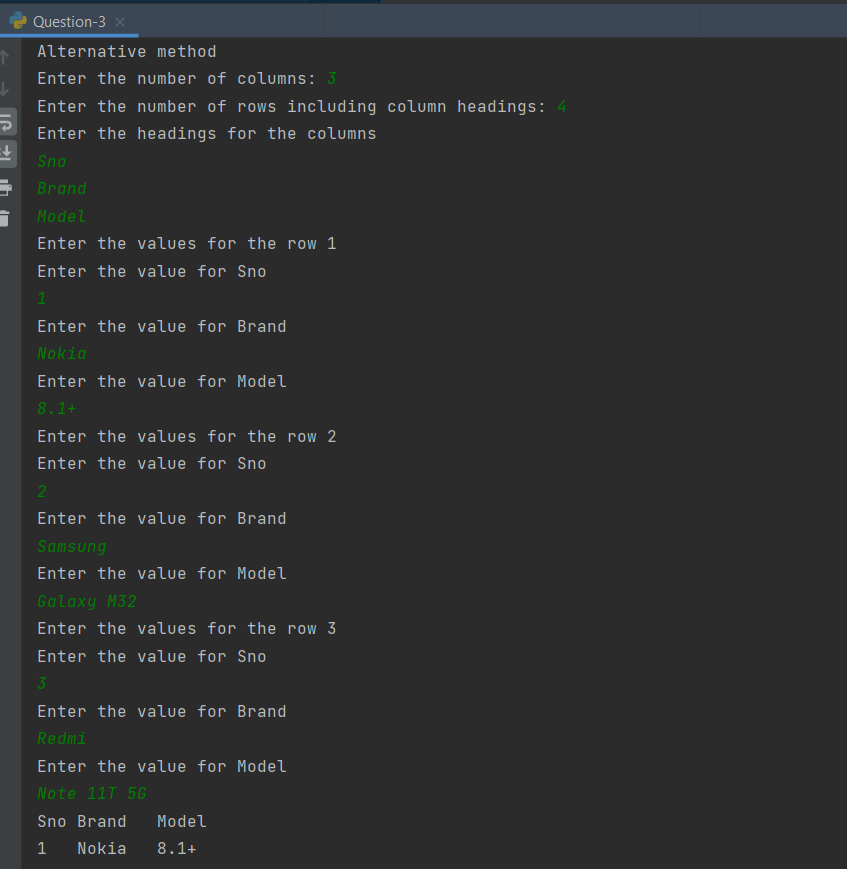 Question-3
Alternative method
Enter the number of columns: 3
Enter the number of rows including column headings: 4
Enter the headings for the columns
Sno
Brand
Model
Enter the values for the row 1
Enter the value for Sno
1
Enter the value for Brand
Nokia
Enter the value for Model
8.1+
Enter the values for the row 2
Enter the value for Sno
2
Enter the value for Brand
Samsung
Enter the value for Model
Galaxy M32
Enter the values for the row 3
Enter the value for Sno
3
Enter the value for Brand
Redmi
Enter the value for Model
Note 11T 5G
Sno Brand   Model
1   Nokia   8.1+